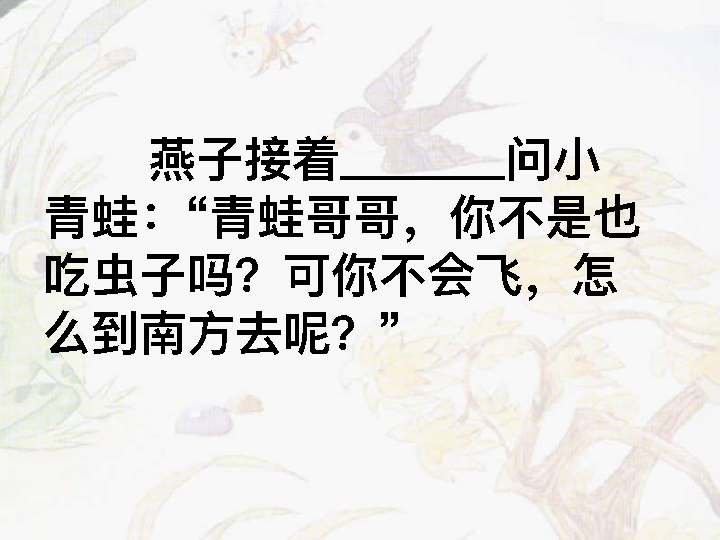 燕子接着_______问小
青蛙：“青蛙哥哥，你不是也
吃虫子吗？可你不会飞，怎
么到南方去呢？”